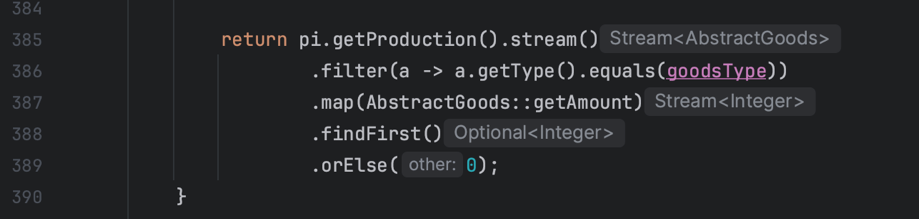 384
385 return pi.getProduction().stream() Stream<AbstractGoods>
386 .filter(a -> a.getType().equals(goodsType))
387 .map(AbstractGoods::getAmount) Stream<Integer>
388 .findFirst() Optional<Integer>
389 .orElse( other: 0);
390 }